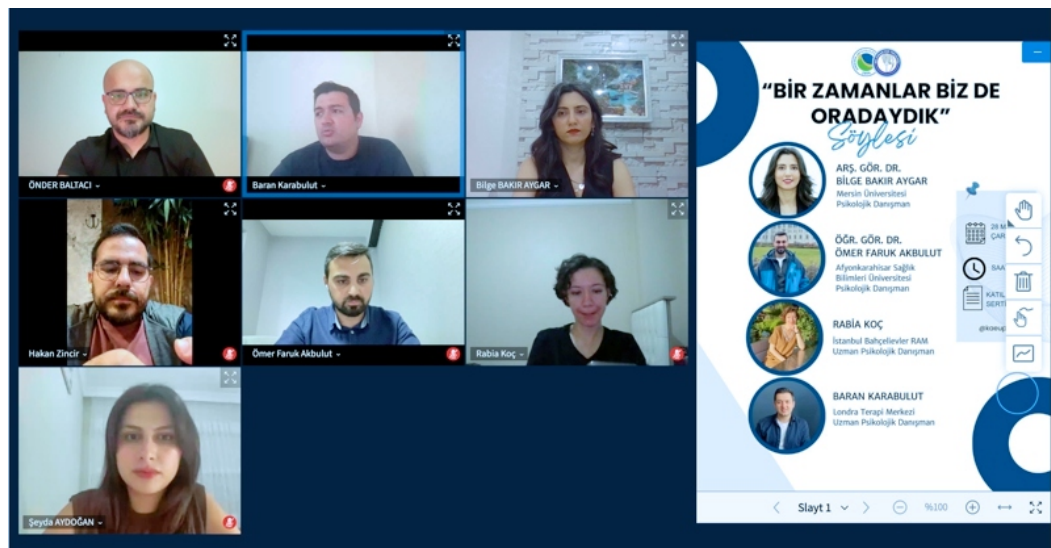 ÖNDER BALTACI
Baran Karabulut
Bilge BAKIR AYGAR
Hakan Zincir
Ömer Faruk Akbulut
Rabia Koç
Şeyda AYDOĞAN
“BİR ZAMANLAR BİZ DE
ORADAYDIK”
Söyleşi
ARŞ. GÖR. DR.
BİLGE BAKIR AYGAR
Mersin Üniversitesi
Psikolojik Danışman
ÖĞR. GÖR. DR.
ÖMER FARUK AKBULUT
Afyonkarahisar Sağlık
Bilimleri Üniversitesi
Psikolojik Danışman
RABİA KOÇ
İstanbul Bahçelievler RAM
Uzman Psikolojik Danışman
BARAN KARABULUT
Londra Terapi Merkezi
Uzman Psikolojik Danışman
28
Slayt 1
%100